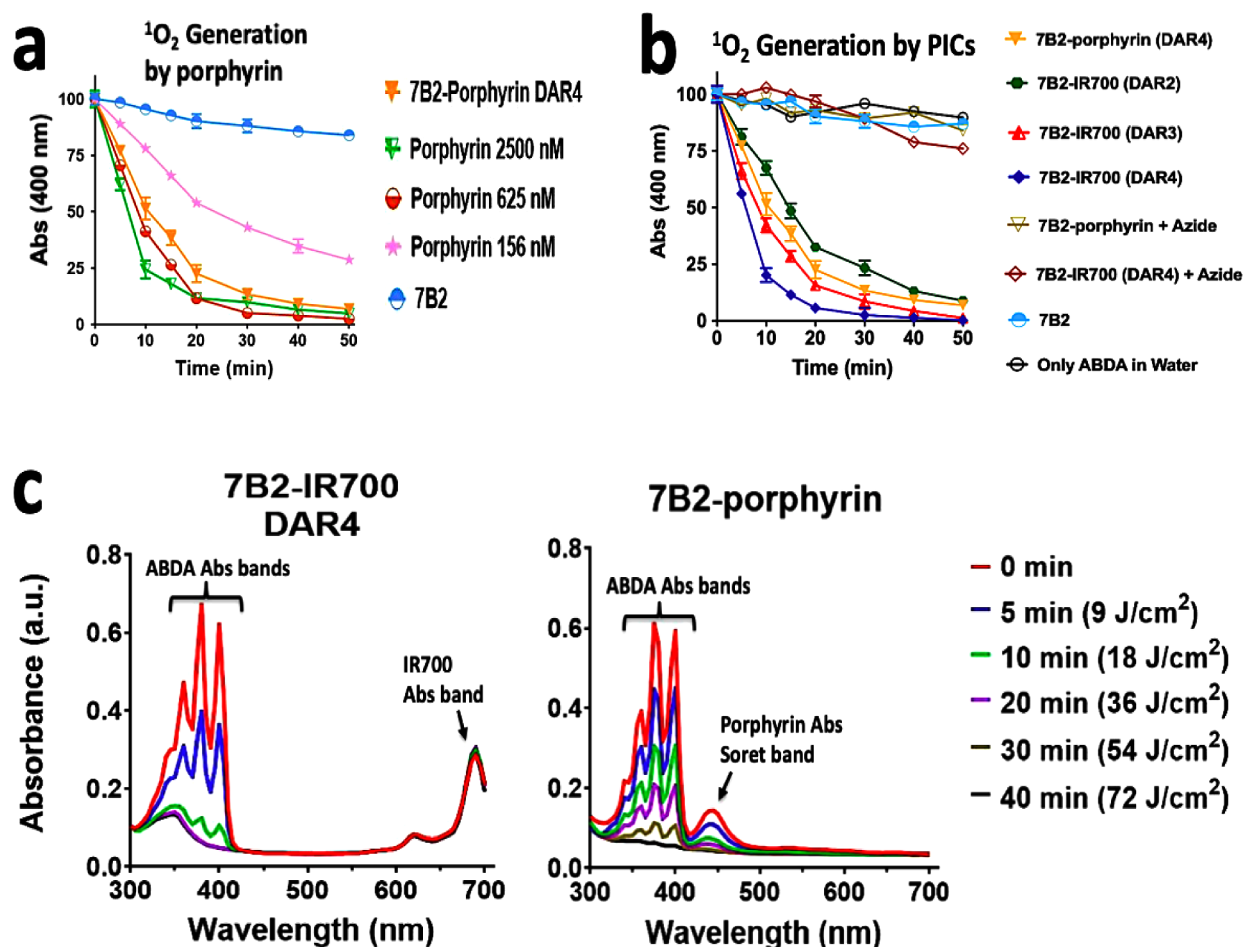 a
¹O₂ Generation
by porphyrin
Abs (400 nm)
100
75
50
25
0
0 10 20 30 40 50
Time (min)
7B2-Porphyrin DAR4
Porphyrin 2500 nM
Porphyrin 625 nM
Porphyrin 156 nM
7B2
b
¹O₂ Generation by PICs
Abs (400 nm)
100
75
50
25
0
0 10 20 30 40 50
Time (min)
7B2-porphyrin (DAR4)
7B2-IR700 (DAR2)
7B2-IR700 (DAR3)
7B2-IR700 (DAR4)
7B2-porphyrin + Azide
7B2-IR700 (DAR4) + Azide
7B2
Only ABDA in Water
c
7B2-IR700
DAR4
Absorbance (a.u.)
0.8
0.6
0.4
0.2
0.0
ABDA Abs bands
IR700
Abs band
300 400 500 600 700
Wavelength (nm)
7B2-porphyrin
0.8
0.6
0.4
0.2
0.0
ABDA Abs bands
Porphyrin Abs
Soret band
300 400 500 600 700
Wavelength (nm)
0 min
5 min (9 J/cm²)
10 min (18 J/cm²)
20 min (36 J/cm²)
30 min (54 J/cm²)
40 min (72 J/cm²)